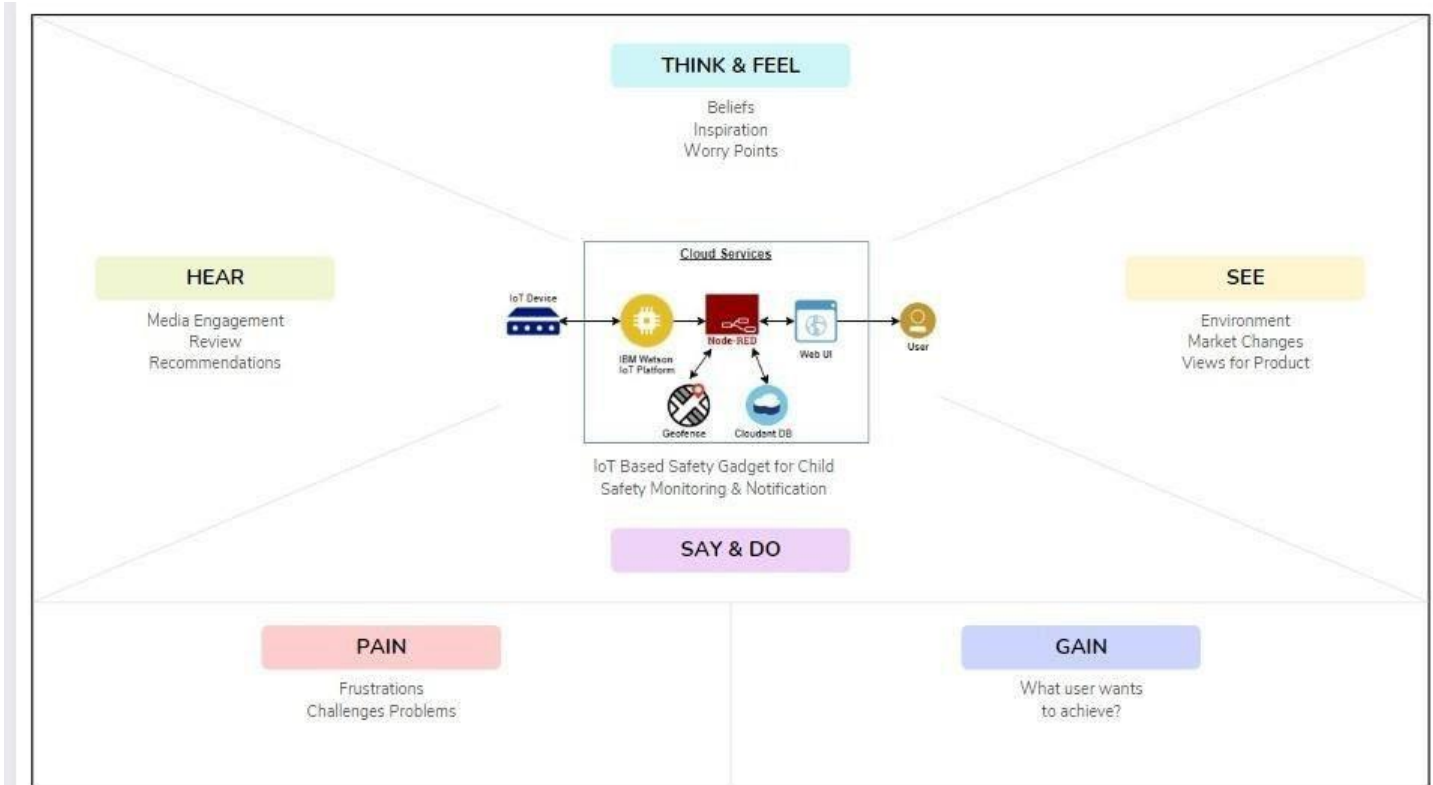 THINK & FEEL
Beliefs
Inspiration
Worry Points
HEAR
Media Engagement
Review
Recommendations
Cloud Services
IoT Device
IBM Watson
IoT Platform
Node-RED
Web UI
User
Geofense
Cloudant DB
IoT Based Safety Gadget for Child
Safety Monitoring & Notification
SEE
Environment
Market Changes
Views for Product
SAY & DO
PAIN
Frustrations
Challenges Problems
GAIN
What user wants
to achieve?